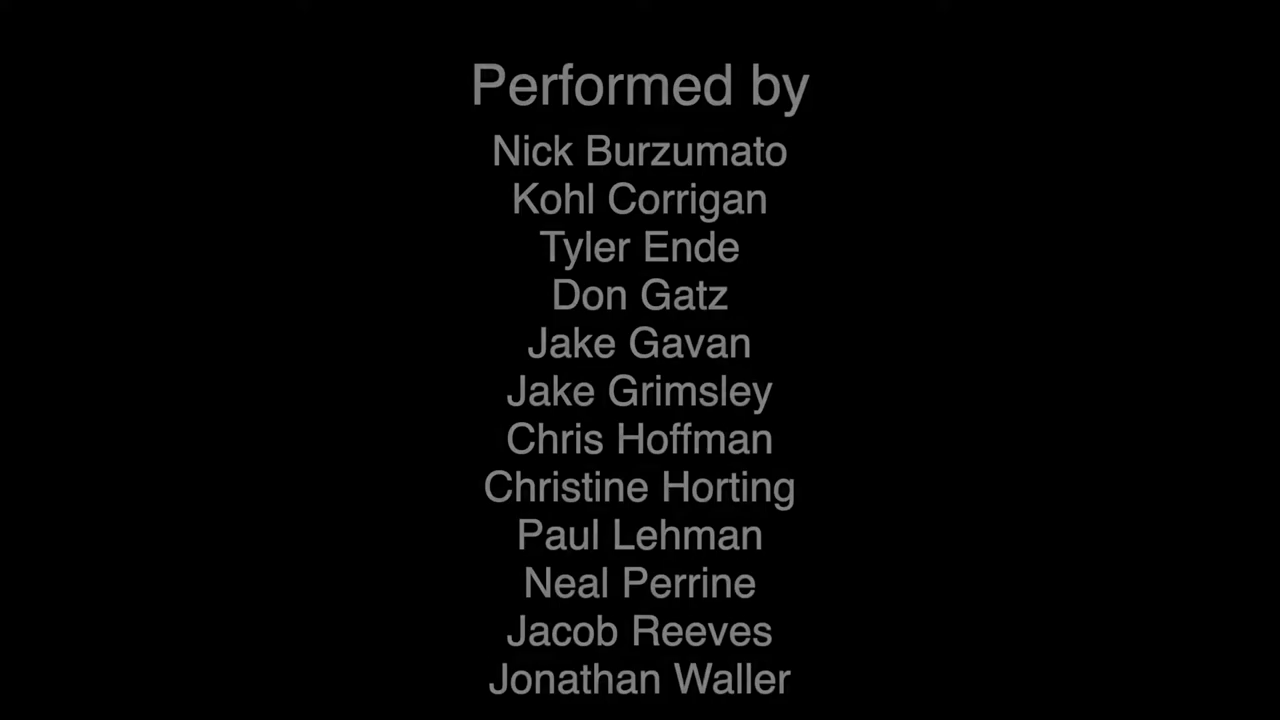 Performed by
Nick Burzumato
Kohl Corrigan
Tyler Ende
Don Gatz
Jake Gavan
Jake Grimsley
Chris Hoffman
Christine Horting
Paul Lehman
Neal Perrine
Jacob Reeves
Jonathan Waller